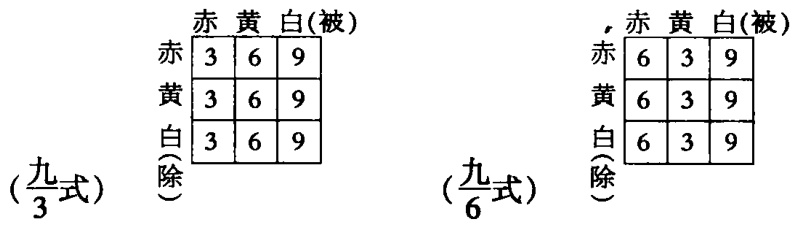 赤 黄 白(被)
赤 3 6 9
黄 3 6 9
白 3 6 9
(除)
(九/3式)
赤 黄 白(被)
赤 6 3 9
黄 6 3 9
白 6 3 9
(除)
(九/6式)